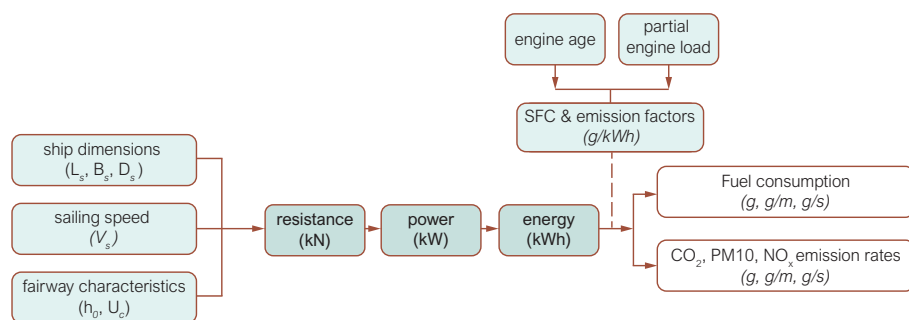 engine age
partial
engine load
SFC & emission factors
(g/kWh)
ship dimensions
(Lₛ, Bₛ, Dₛ)
sailing speed
(Vₛ)
fairway characteristics
(h₀, U꜀)
resistance
(kN)
power
(kW)
energy
(kWh)
Fuel consumption
(g, g/m, g/s)
CO₂, PM10, NOₓ emission rates
(g, g/m, g/s)